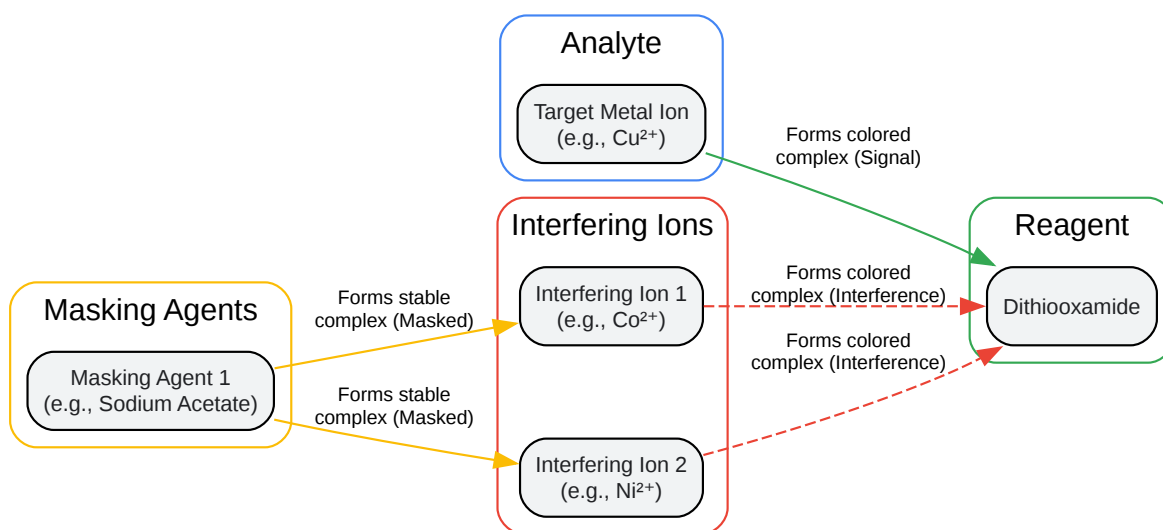 Analyte
Target Metal Ion
(e.g., Cu²⁺)
Forms colored
complex (Signal)
Interfering Ions
Reagent
Masking Agents
Forms stable
complex (Masked)
Interfering Ion 1
(e.g., Co²⁺)
Forms colored
complex (Interference)
Dithiooxamide
Forms colored
complex (Interference)
Masking Agent 1
(e.g., Sodium Acetate)
Forms stable
complex (Masked)
Interfering Ion 2
(e.g., Ni²⁺)